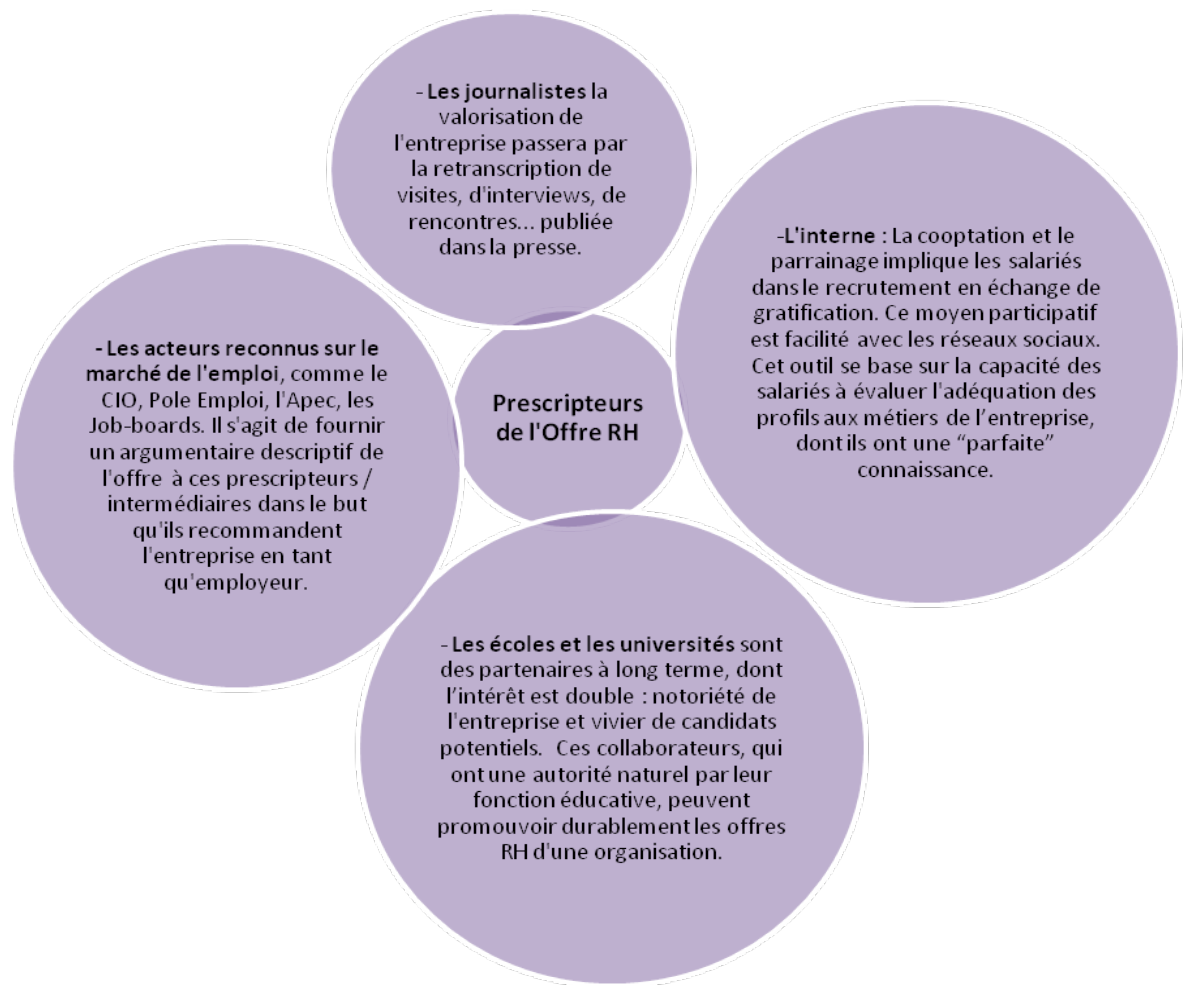 - Les journalistes la
valorisation de
l'entreprise passera par
la retranscription de
visites, d'interviews, de
rencontres... publiée
dans la presse.
-L'interne : La cooptation et le
parrainage implique les salariés
dans le recrutement en échange de
gratification. Ce moyen participatif
est facilité avec les réseaux sociaux.
Cet outil se base sur la capacité des
salariés à évaluer l'adéquation des
profils aux métiers de l’entreprise,
dont ils ont une “parfaite”
connaissance.
- Les acteurs reconnus sur le
marché de l'emploi, comme le
CIO, Pole Emploi, l'Apec, les
Job-boards. Il s'agit de fournir
un argumentaire descriptif de
l'offre à ces prescripteurs /
intermédiaires dans le but
qu'ils recommandent
l'entreprise en tant
qu'employeur.
Prescripteurs
de l'Offre RH
- Les écoles et les universités sont
des partenaires à long terme, dont
l’intérêt est double : notoriété de
l'entreprise et vivier de candidats
potentiels. Ces collaborateurs, qui
ont une autorité naturel par leur
fonction éducative, peuvent
promouvoir durablement les offres
RH d'une organisation.